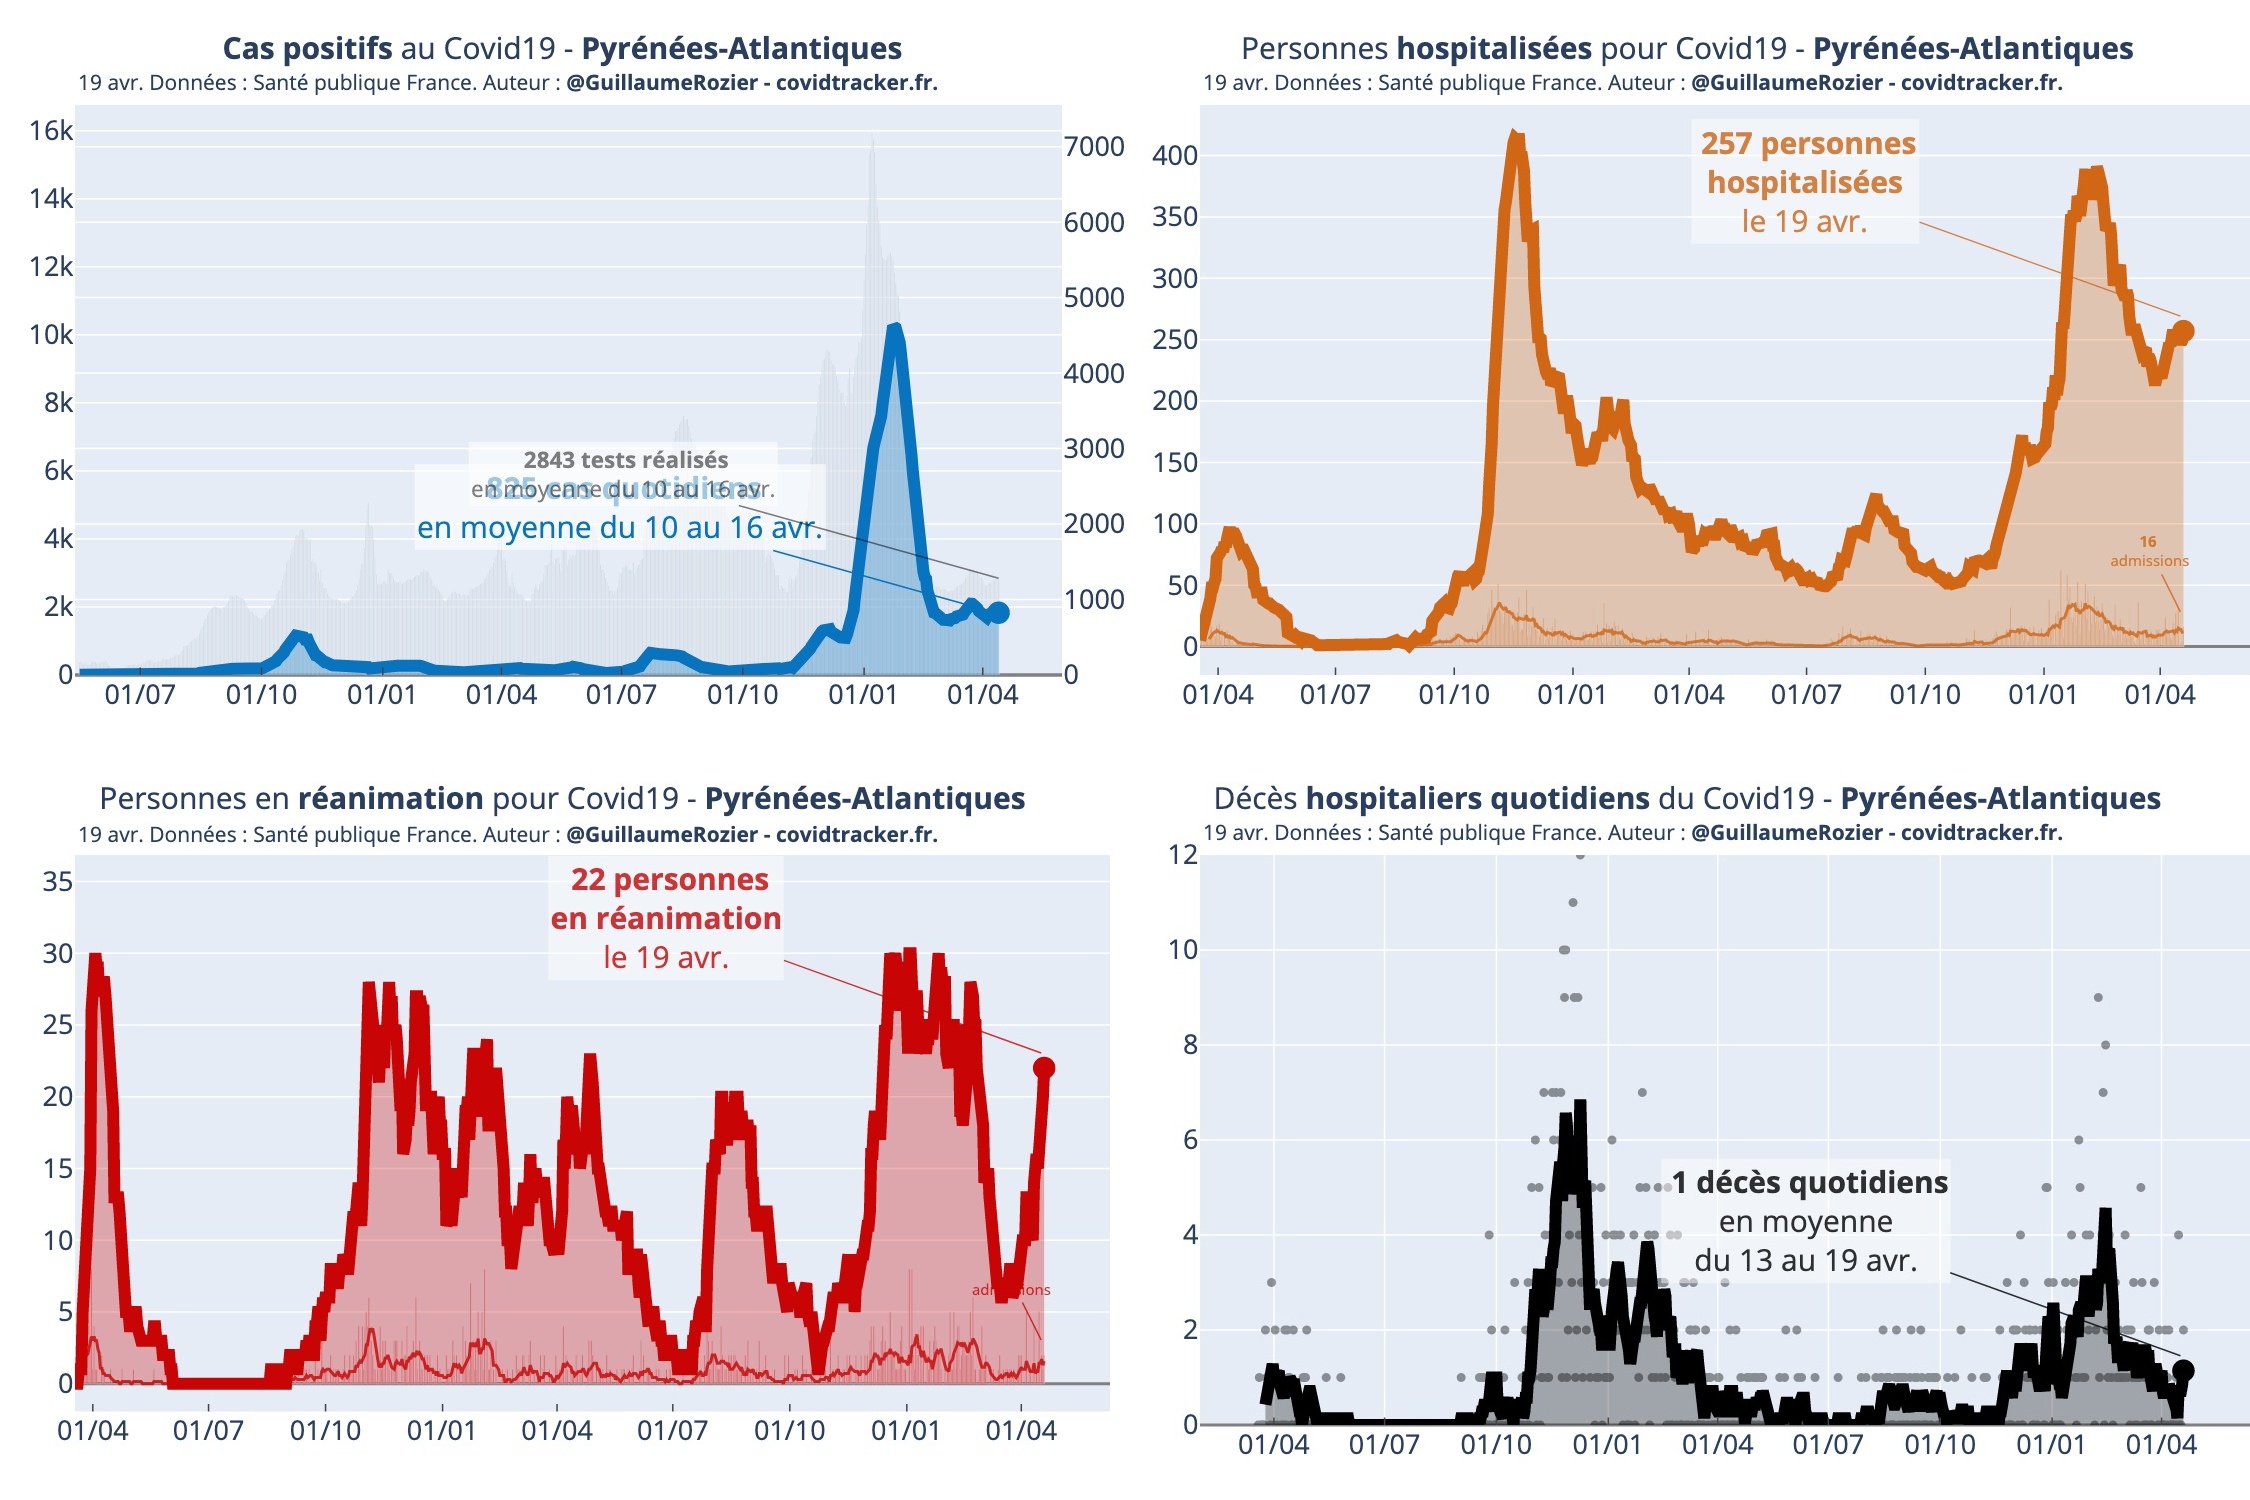 Cas positifs au Covid19 - Pyrénées-Atlantiques
19 avr. Données : Santé publique France. Auteur : @GuillaumeRozier - covidtracker.fr.
16k
14k
12k
10k
8k
6k
4k
2k
0
7000
6000
5000
4000
3000
2000
1000
0
2843 tests réalisés
en moyenne du 10 au 16 avr.
825 cas quotidiens
en moyenne du 10 au 16 avr.
01/07 01/10 01/01 01/04 01/07 01/10 01/01 01/04
Personnes hospitalisées pour Covid19 - Pyrénées-Atlantiques
19 avr. Données : Santé publique France. Auteur : @GuillaumeRozier - covidtracker.fr.
400
350
300
250
200
150
100
50
0
257 personnes
hospitalisées
le 19 avr.
16
admissions
01/04 01/07 01/10 01/01 01/04 01/07 01/10 01/01 01/04
Personnes en réanimation pour Covid19 - Pyrénées-Atlantiques
19 avr. Données : Santé publique France. Auteur : @GuillaumeRozier - covidtracker.fr.
35
30
25
20
15
10
5
0
22 personnes
en réanimation
le 19 avr.
admissions
01/04 01/07 01/10 01/01 01/04 01/07 01/10 01/01 01/04
Décès hospitaliers quotidiens du Covid19 - Pyrénées-Atlantiques
19 avr. Données : Santé publique France. Auteur : @GuillaumeRozier - covidtracker.fr.
12
10
8
6
4
2
0
1 décès quotidiens
en moyenne
du 13 au 19 avr.
01/04 01/07 01/10 01/01 01/04 01/07 01/10 01/01 01/04